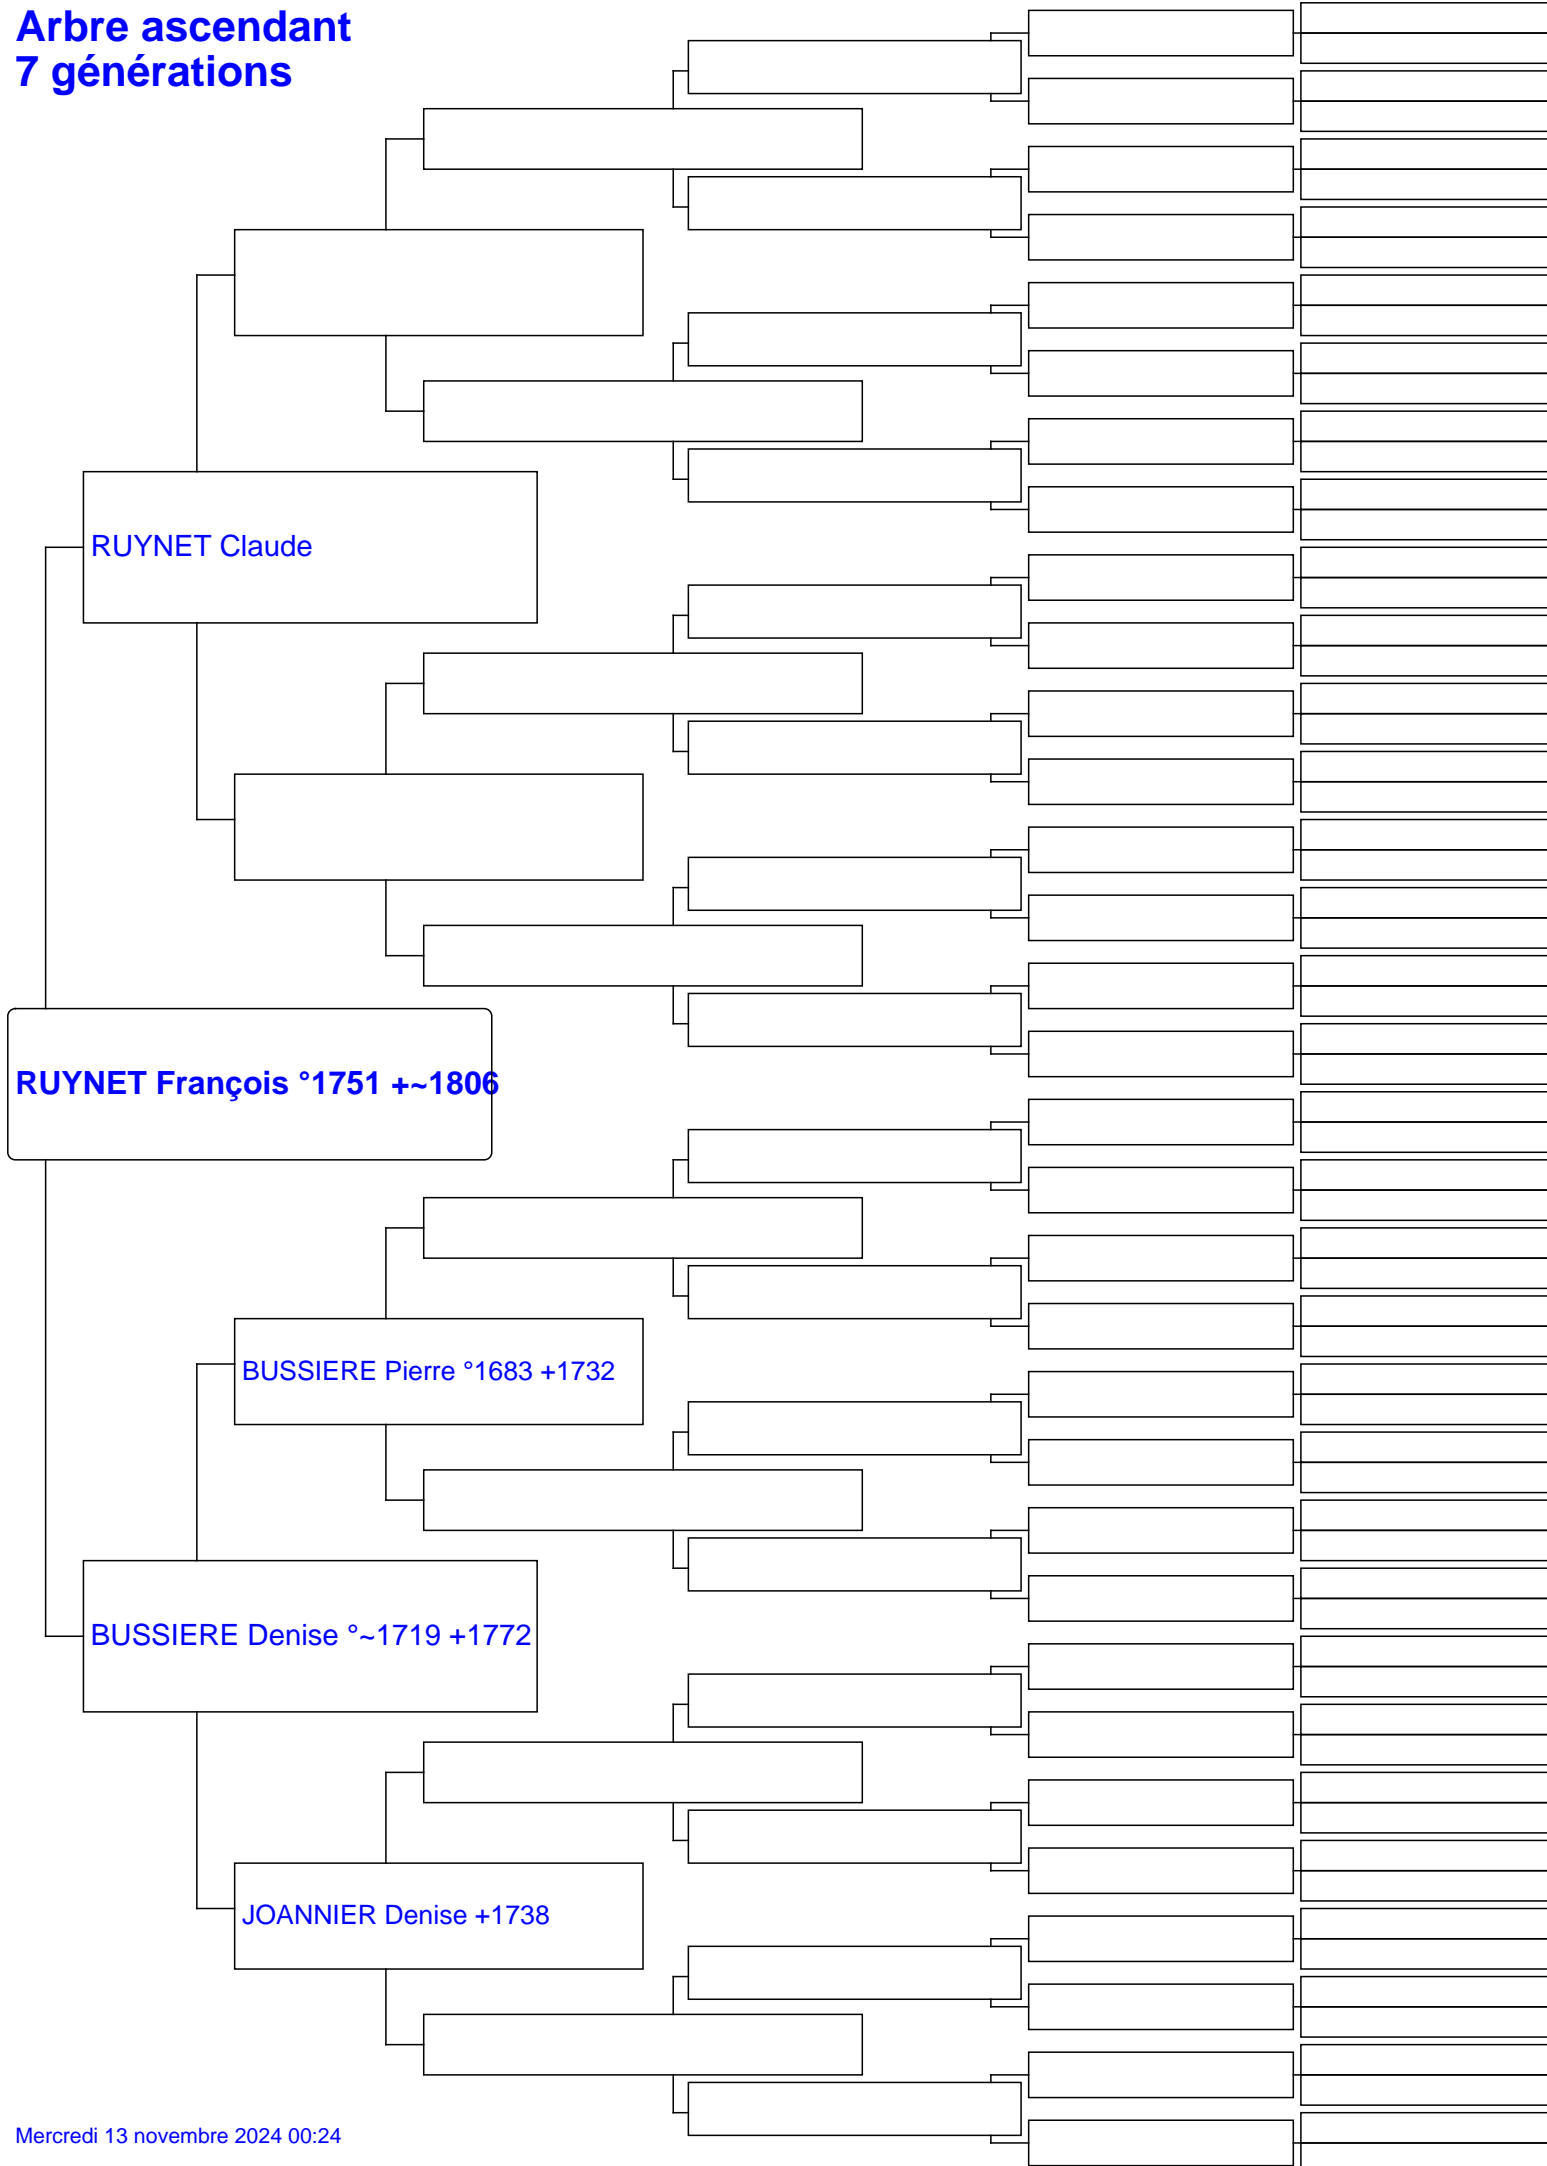 Arbre ascendant
7 générations
RUYNET Claude
RUYNET François °1751 +~1806
BUSSIERE Pierre °1683 +1732
BUSSIERE Denise °~1719 +1772
JOANNIER Denise +1738
Mercredi 13 novembre 2024 00:24